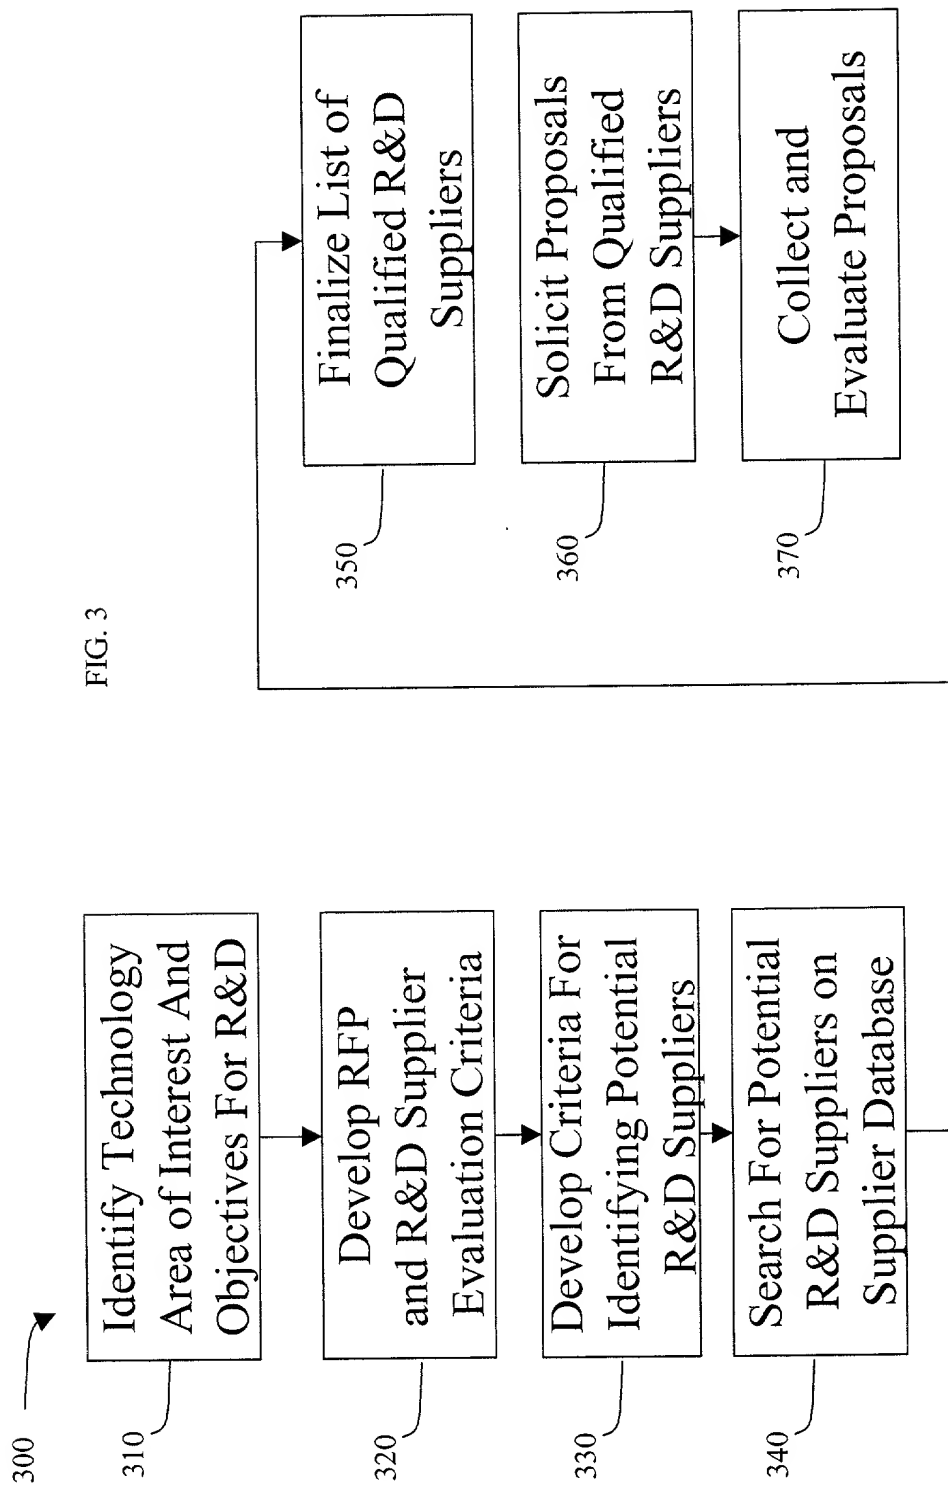 FIG. 3
300
310
Identify Technology
Area of Interest And
Objectives For R&D
320
Develop RFP
and R&D Supplier
Evaluation Criteria
330
Develop Criteria For
Identifying Potential
R&D Suppliers
340
Search For Potential
R&D Suppliers on
Supplier Database
350
Finalize List of
Qualified R&D
Suppliers
360
Solicit Proposals
From Qualified
R&D Suppliers
370
Collect and
Evaluate Proposals